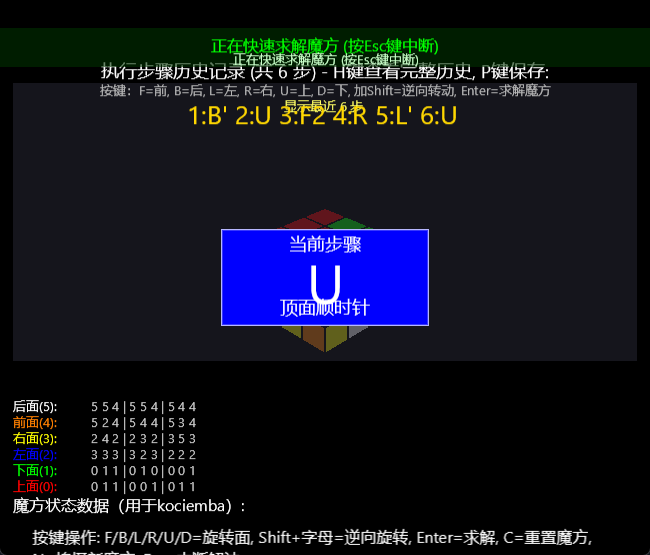 正在快速求解魔方 (按Esc键中断)
正在快速求解魔方 (按Esc键中断)
执行步骤历史记录 (共 6 步) - H键查看完整历史, P键保存:
按键：F=前, B=后, L=左, R=右, U=上, D=下, 加Shift=逆向转动, Enter=求解魔方
显示最近 6 步
1:B' 2:U 3:F2 4:R 5:L' 6:U
当前步骤
U
顶面顺时针
后面(5): 5 5 4 | 5 5 4 | 5 4 4
前面(4): 5 2 4 | 5 4 4 | 5 3 4
右面(3): 2 4 2 | 2 3 2 | 3 5 3
左面(2): 3 3 3 | 3 2 3 | 2 2 2
下面(1): 0 1 1 | 0 1 0 | 0 0 1
上面(0): 0 1 1 | 0 0 1 | 0 1 1
魔方状态数据（用于kociemba）:
按键操作: F/B/L/R/U/D=旋转面, Shift+字母=逆向旋转, Enter=求解, C=重置魔方,